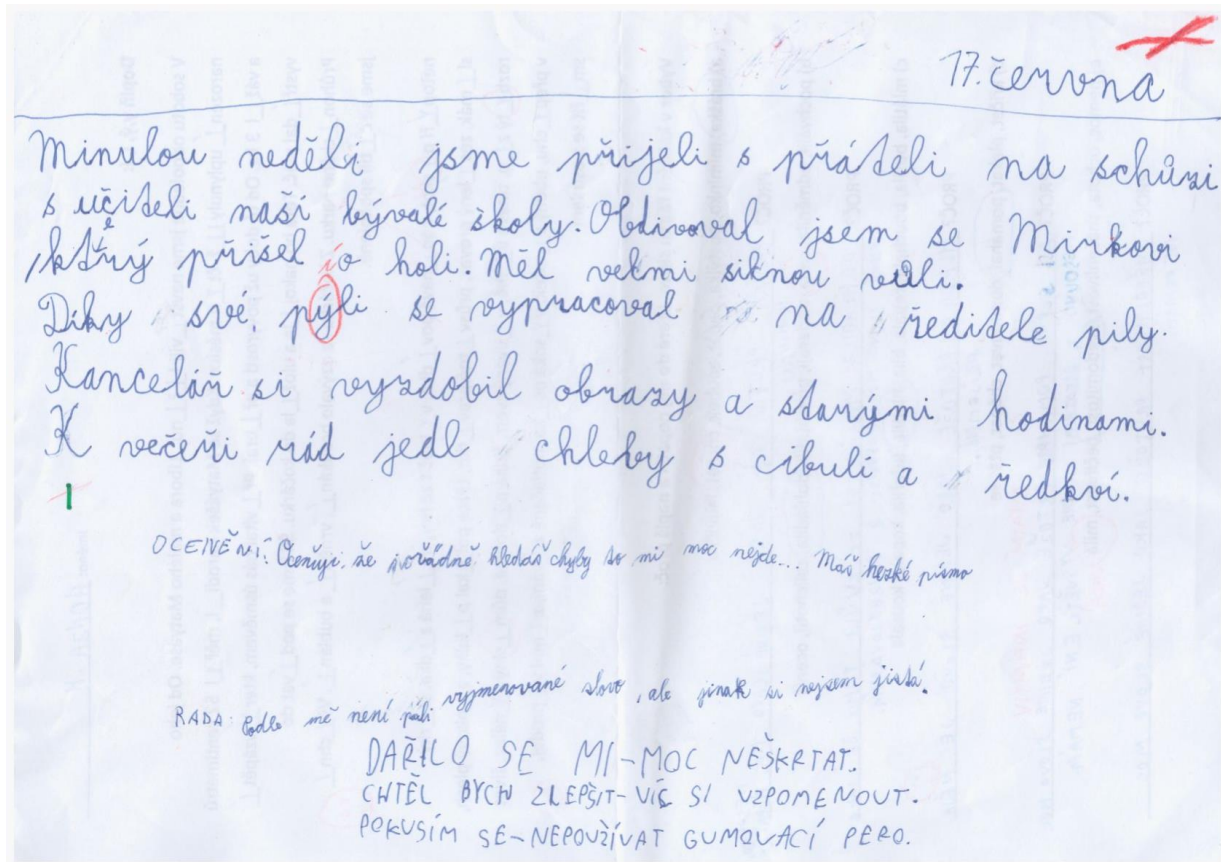 17. června
Minulou neděli jsme přijeli s přáteli na schůzi
s učiteli naší bývalé školy. Obdivoval jsem se Mirkovi
, který přišel o holi. Měl velmi silnou vůli.
Díky své pýli se vypracoval na ředitele pily.
Kancelář si vyzdobil obrazy a starými hodinami.
K večeři rád jedl chleby s cibulí a ředkví.
OCENĚNÍ: Oceňuji, že pořádně hledáš chyby to mi moc nejde... Máš hezké písmo
RADA: Podle mě není píli vyjmenované slovo, ale jinak si nejsem jistá.
DAŘILO SE MI-MOC NEŠKRTAT.
CHTĚL BYCH ZLEPŠIT-VÍC SI VZPOMENOUT.
POKUSÍM SE-NEPOUŽÍVAT GUMOVACÍ PERO.